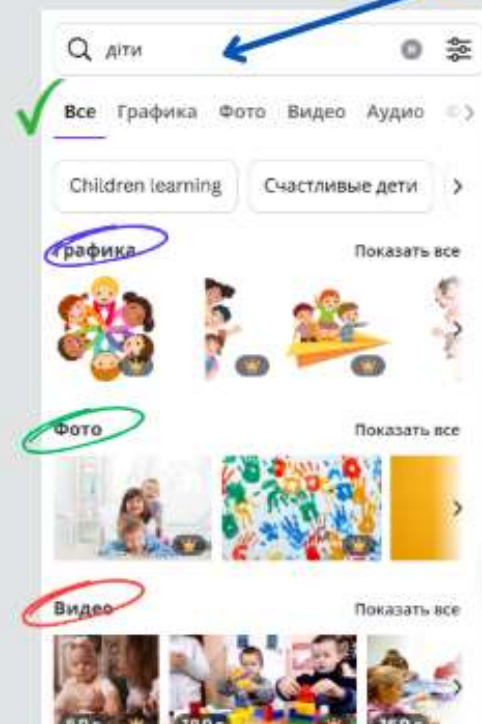 діти
Все Графика Фото Видео Аудио
Children learning Счастливые дети
Графика Показать все
Фото Показать все
Видео Показать все